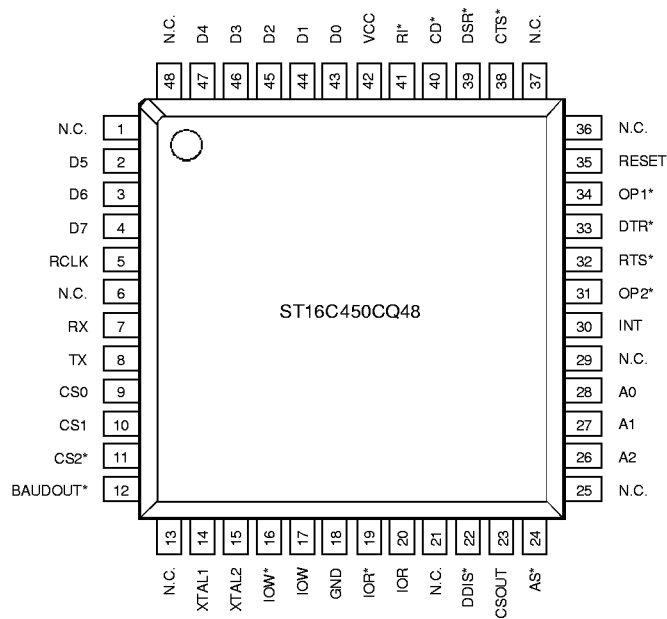 N.C. D4 D3 D2 D1 D0 VCC RI* CD* DSR* CTS* N.C.
48 47 46 45 44 43 42 41 40 39 38 37
N.C. 1 36 N.C.
D5 2 35 RESET
D6 3 34 OP1*
D7 4 33 DTR*
RCLK 5 32 RTS*
N.C. 6 31 OP2*
ST16C450CQ48
RX 7 30 INT
TX 8 29 N.C.
CS0 9 28 A0
CS1 10 27 A1
CS2* 11 26 A2
BAUDOUT* 12 25 N.C.
13 14 15 16 17 18 19 20 21 22 23 24
N.C. XTAL1 XTAL2 IOW* IOW GND IOR* IOR N.C. DDIS* CSOUT AS*